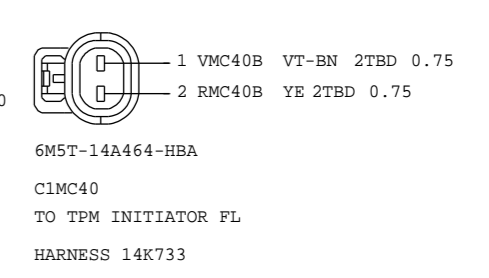 1 VMC40B VT-BN 2TBD 0.75
2 RMC40B YE 2TBD 0.75
6M5T-14A464-HBA
C1MC40
TO TPM INITIATOR FL
HARNESS 14K733